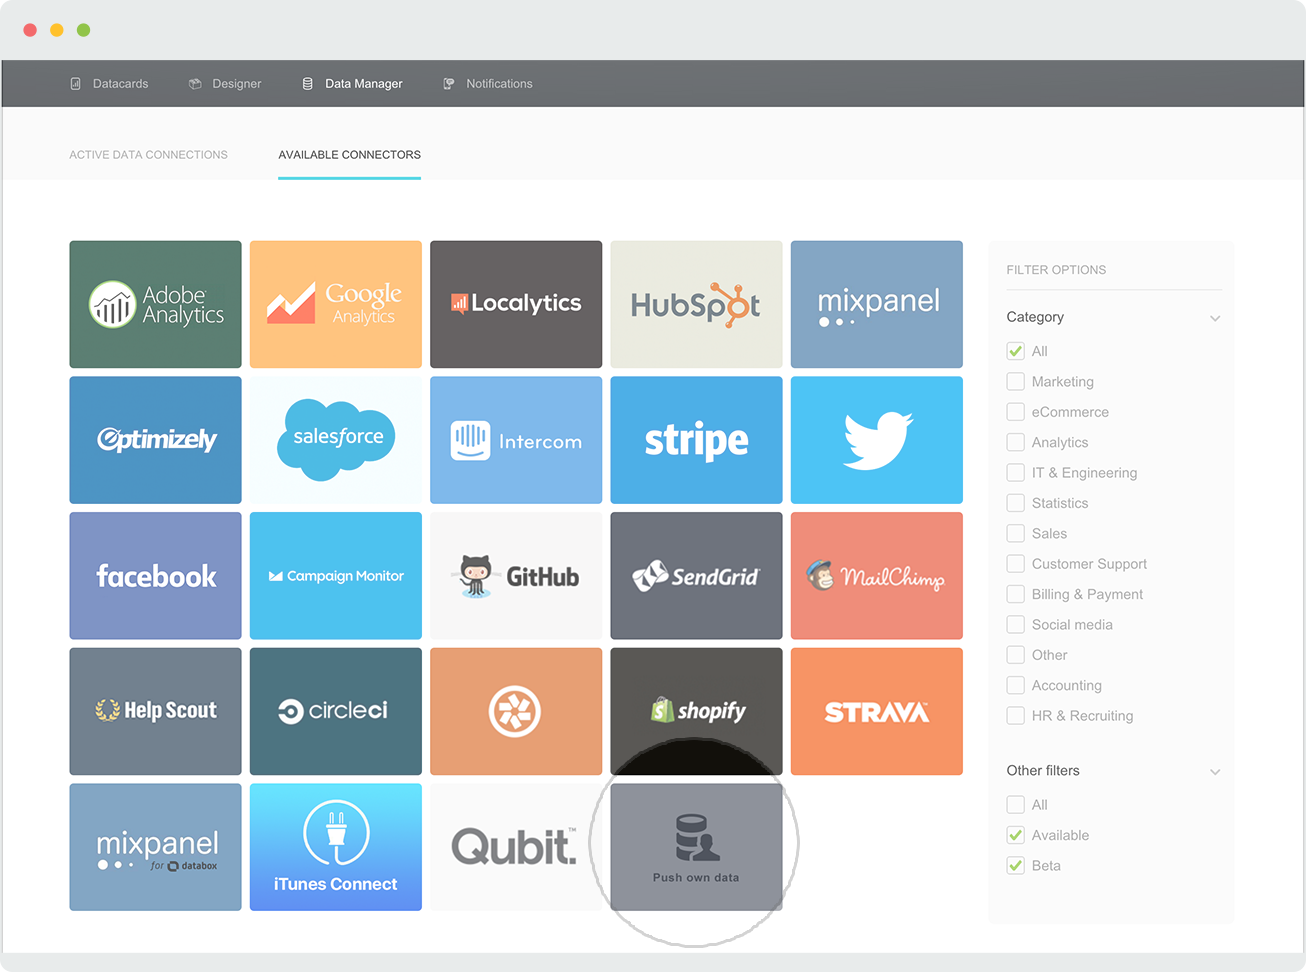 Datacards
Designer
Data Manager
Notifications
ACTIVE DATA CONNECTIONS
AVAILABLE CONNECTORS
Adobe
Analytics
Google
Analytics
Localytics
HubSpot
mixpanel
Optimizely
salesforce
Intercom
stripe
facebook
Campaign Monitor
GitHub
SendGrid
MailChimp
Help Scout
circleci
shopify
STRAVA
mixpanel
for databox
iTunes Connect
Qubit.™
Push own data
FILTER OPTIONS
Category
All
Marketing
eCommerce
Analytics
IT & Engineering
Statistics
Sales
Customer Support
Billing & Payment
Social media
Other
Accounting
HR & Recruiting
Other filters
All
Available
Beta